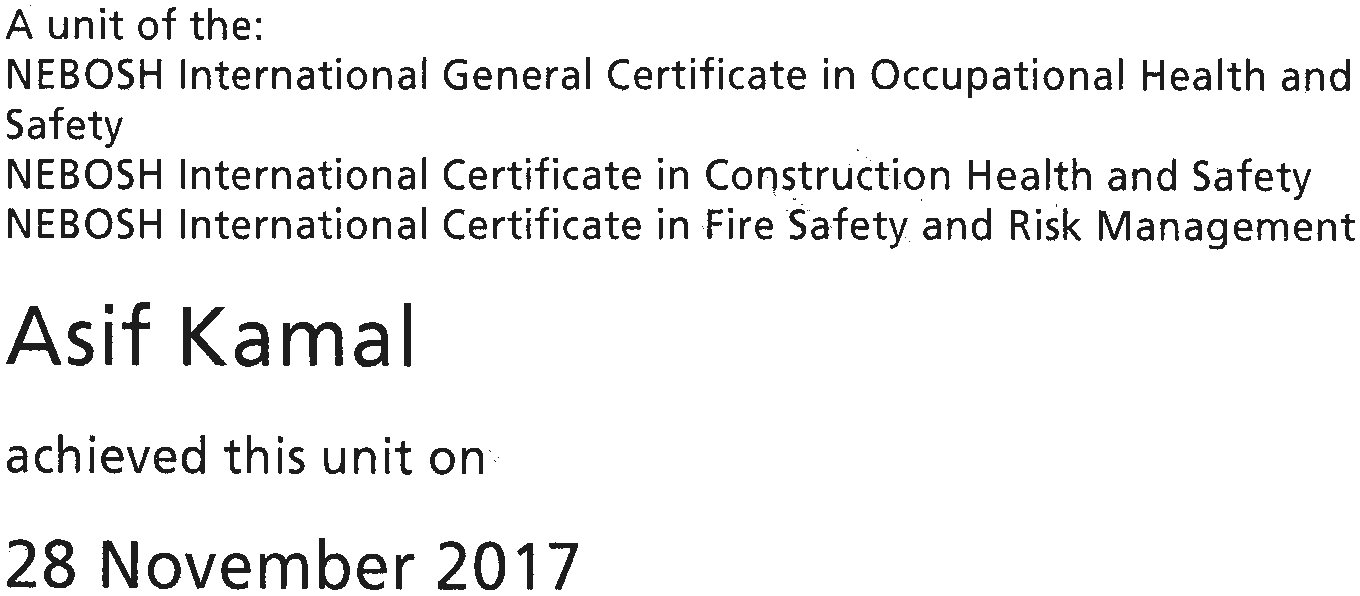 A unit of the:
NEBOSH International General Certificate in Occupational Health and
Safety
NEBOSH International Certificate in Construction Health and Safety
NEBOSH International Certificate in Fire Safety and Risk Management
Asif Kamal
achieved this unit on
28 November 2017